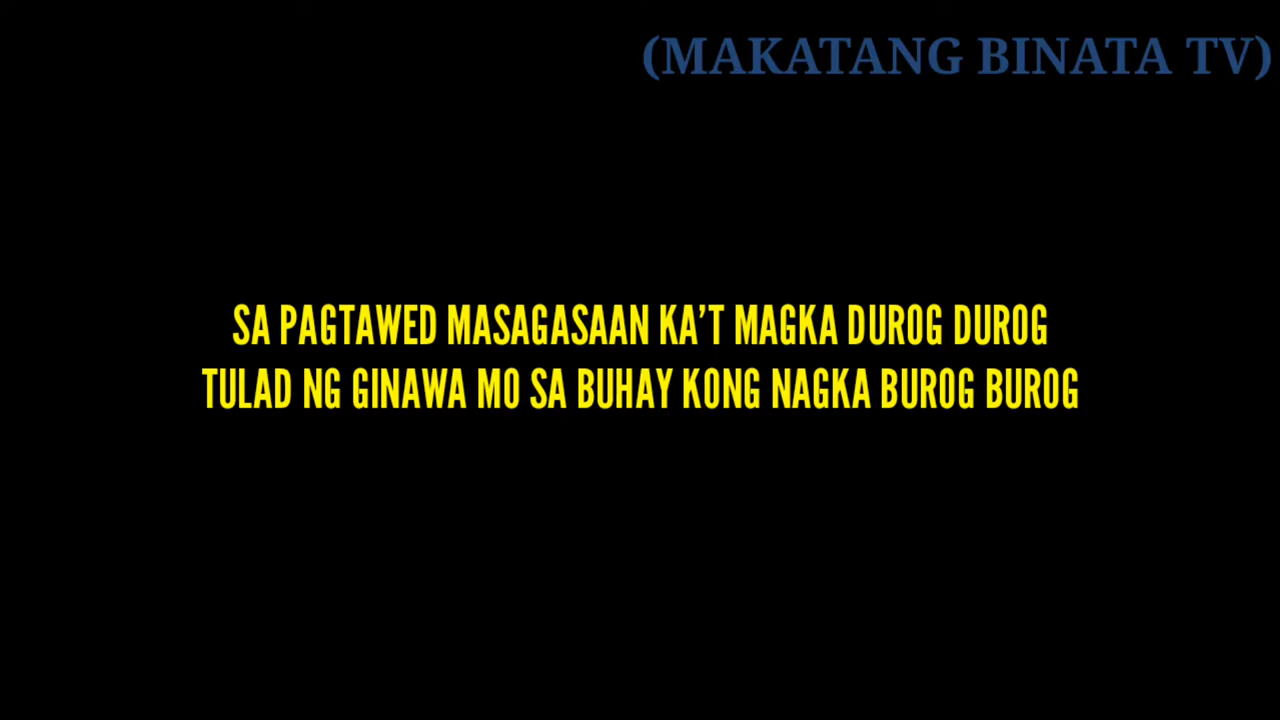 (MAKATANG BINATA TV)
SA PAGTAWED MASAGASAAN KA’T MAGKA DUROG DUROG
TULAD NG GINAWA MO SA BUHAY KONG NAGKA BUROG BUROG